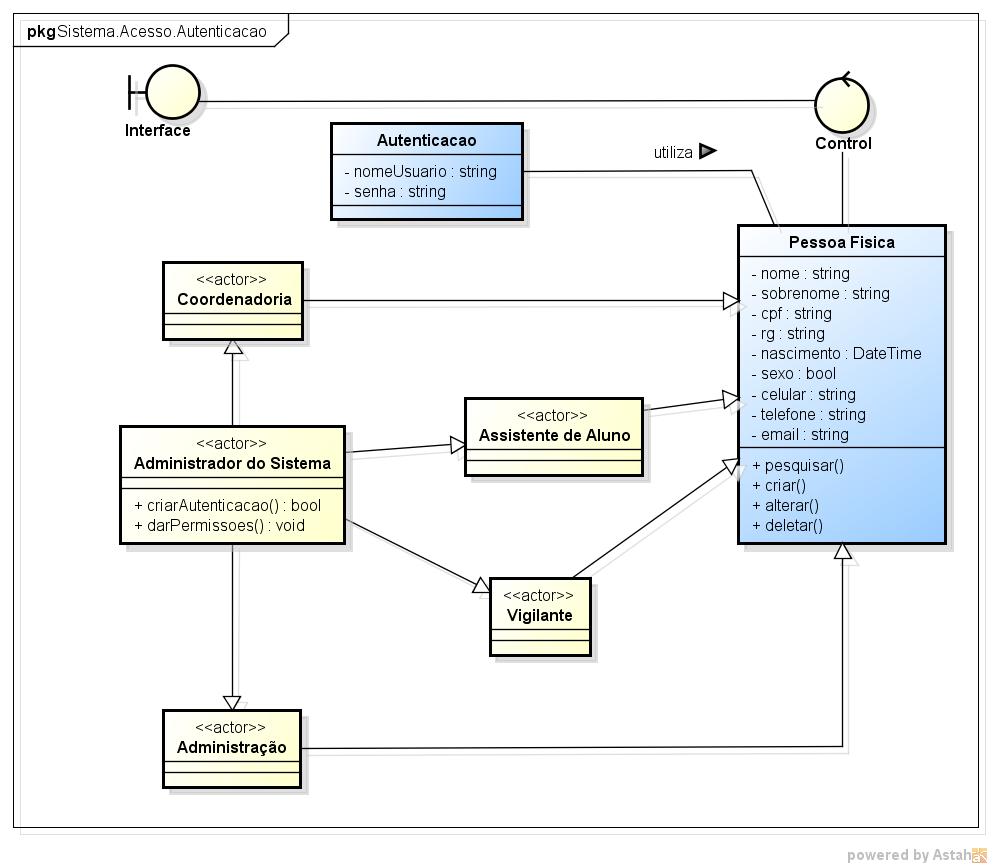 pkg Sistema.Acesso.Autenticacao
Interface
Control
Autenticacao
- nomeUsuario : string
- senha : string
utiliza
Pessoa Fisica
- nome : string
- sobrenome : string
- cpf : string
- rg : string
- nascimento : DateTime
- sexo : bool
- celular : string
- telefone : string
- email : string
+ pesquisar()
+ criar()
+ alterar()
+ deletar()
<<actor>>
Coordenadoria
<<actor>>
Assistente de Aluno
<<actor>>
Administrador do Sistema
+ criarAutenticacao() : bool
+ darPermissoes() : void
<<actor>>
Vigilante
<<actor>>
Administração
powered by Astah